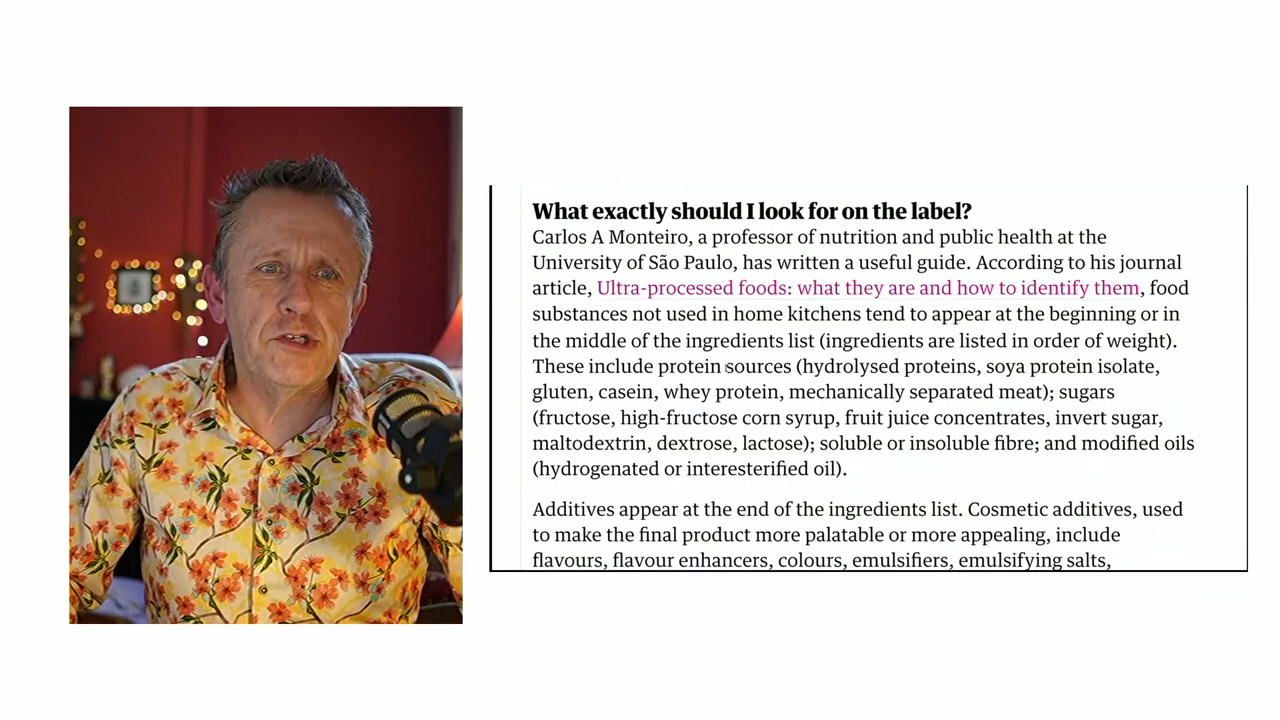 What exactly should I look for on the label?
Carlos A Monteiro, a professor of nutrition and public health at the
University of São Paulo, has written a useful guide. According to his journal
article, Ultra-processed foods: what they are and how to identify them, food
substances not used in home kitchens tend to appear at the beginning or in
the middle of the ingredients list (ingredients are listed in order of weight).
These include protein sources (hydrolysed proteins, soya protein isolate,
gluten, casein, whey protein, mechanically separated meat); sugars
(fructose, high-fructose corn syrup, fruit juice concentrates, invert sugar,
maltodextrin, dextrose, lactose); soluble or insoluble fibre; and modified oils
(hydrogenated or interesterified oil).
Additives appear at the end of the ingredients list. Cosmetic additives, used
to make the final product more palatable or more appealing, include
flavours, flavour enhancers, colours, emulsifiers, emulsifying salts,